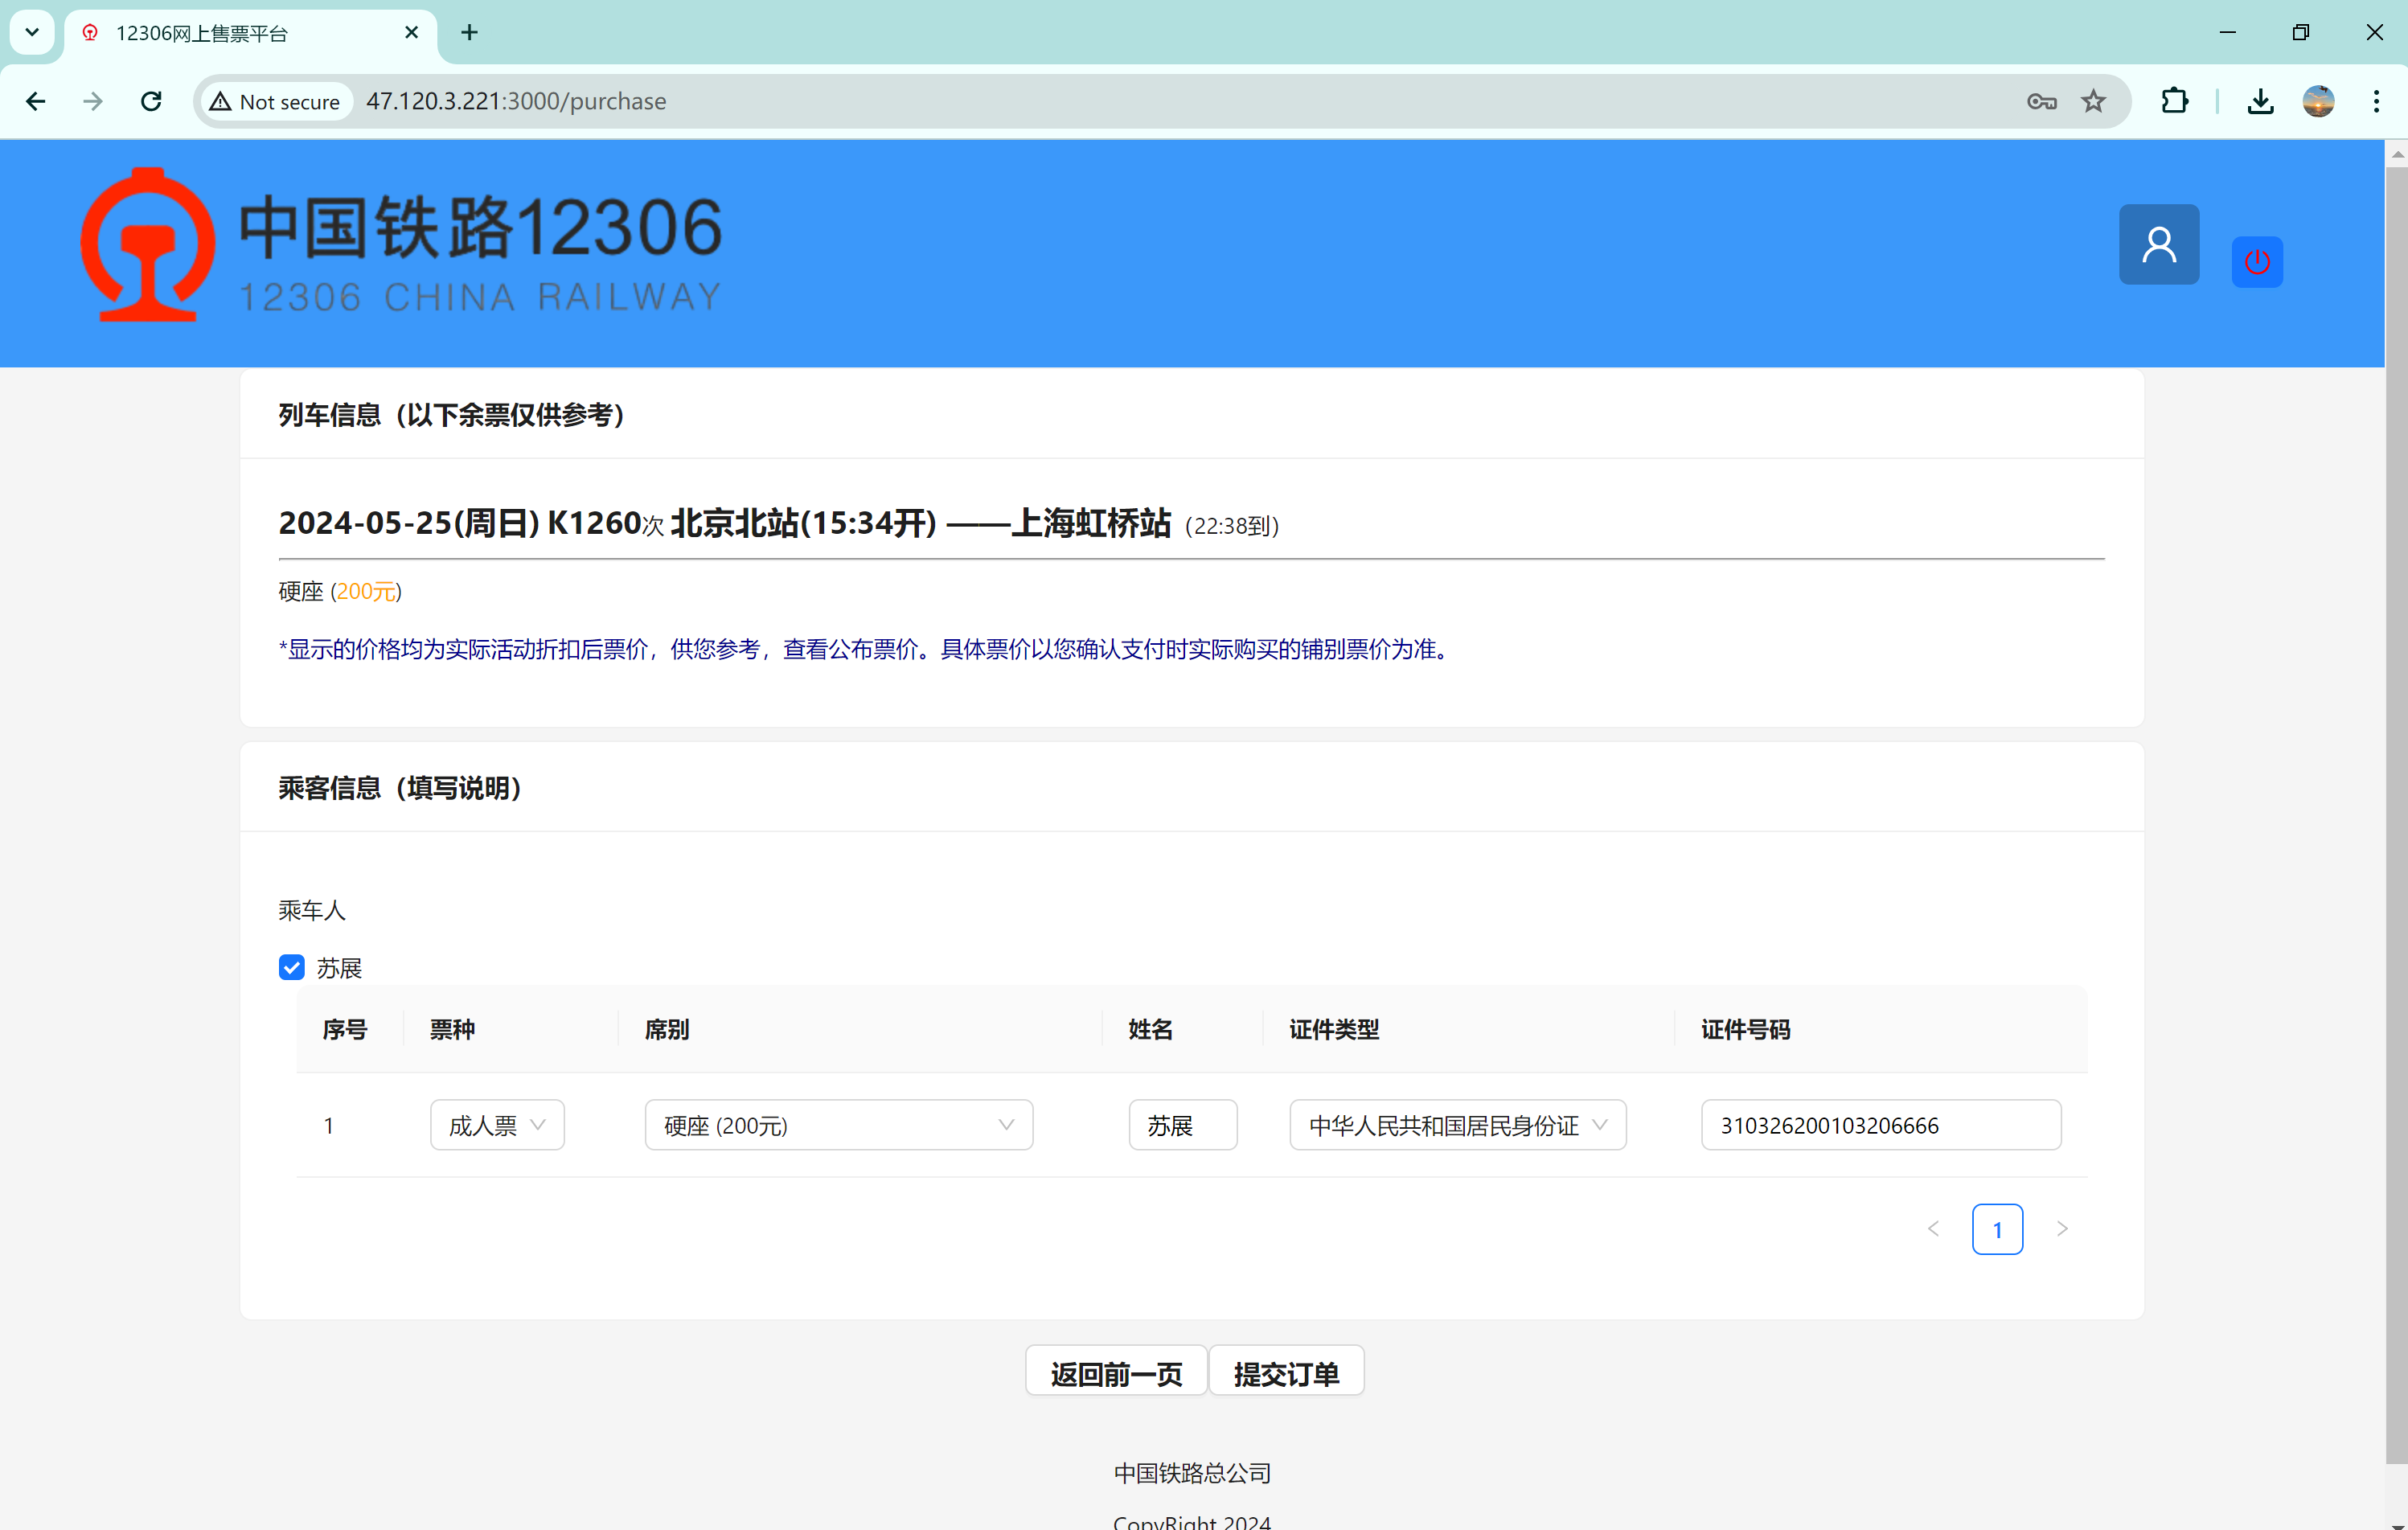 12306网上售票平台
Not secure 47.120.3.221:3000/purchase
中国铁路12306
12306 CHINA RAILWAY
列车信息（以下余票仅供参考）
2024-05-25(周日) K1260次 北京北站(15:34开) ——上海虹桥站（22:38到）
硬座 (200元)
*显示的价格均为实际活动折扣后票价，供您参考，查看公布票价。具体票价以您确认支付时实际购买的铺别票价为准。
乘客信息（填写说明）
乘车人
苏展
序号 票种 席别 姓名 证件类型 证件号码
1 成人票 硬座 (200元) 苏展 中华人民共和国居民身份证 310326200103206666
1
返回前一页 提交订单
中国铁路总公司
CopyRight 2024